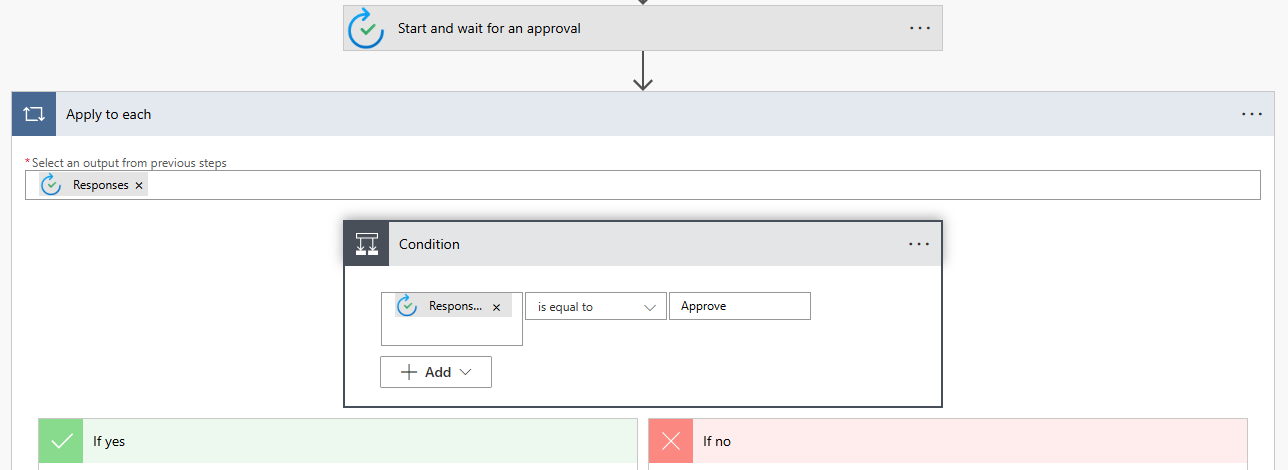 Start and wait for an approval
Apply to each
*Select an output from previous steps
Responses
Condition
Respons... is equal to Approve
Add
If yes If no